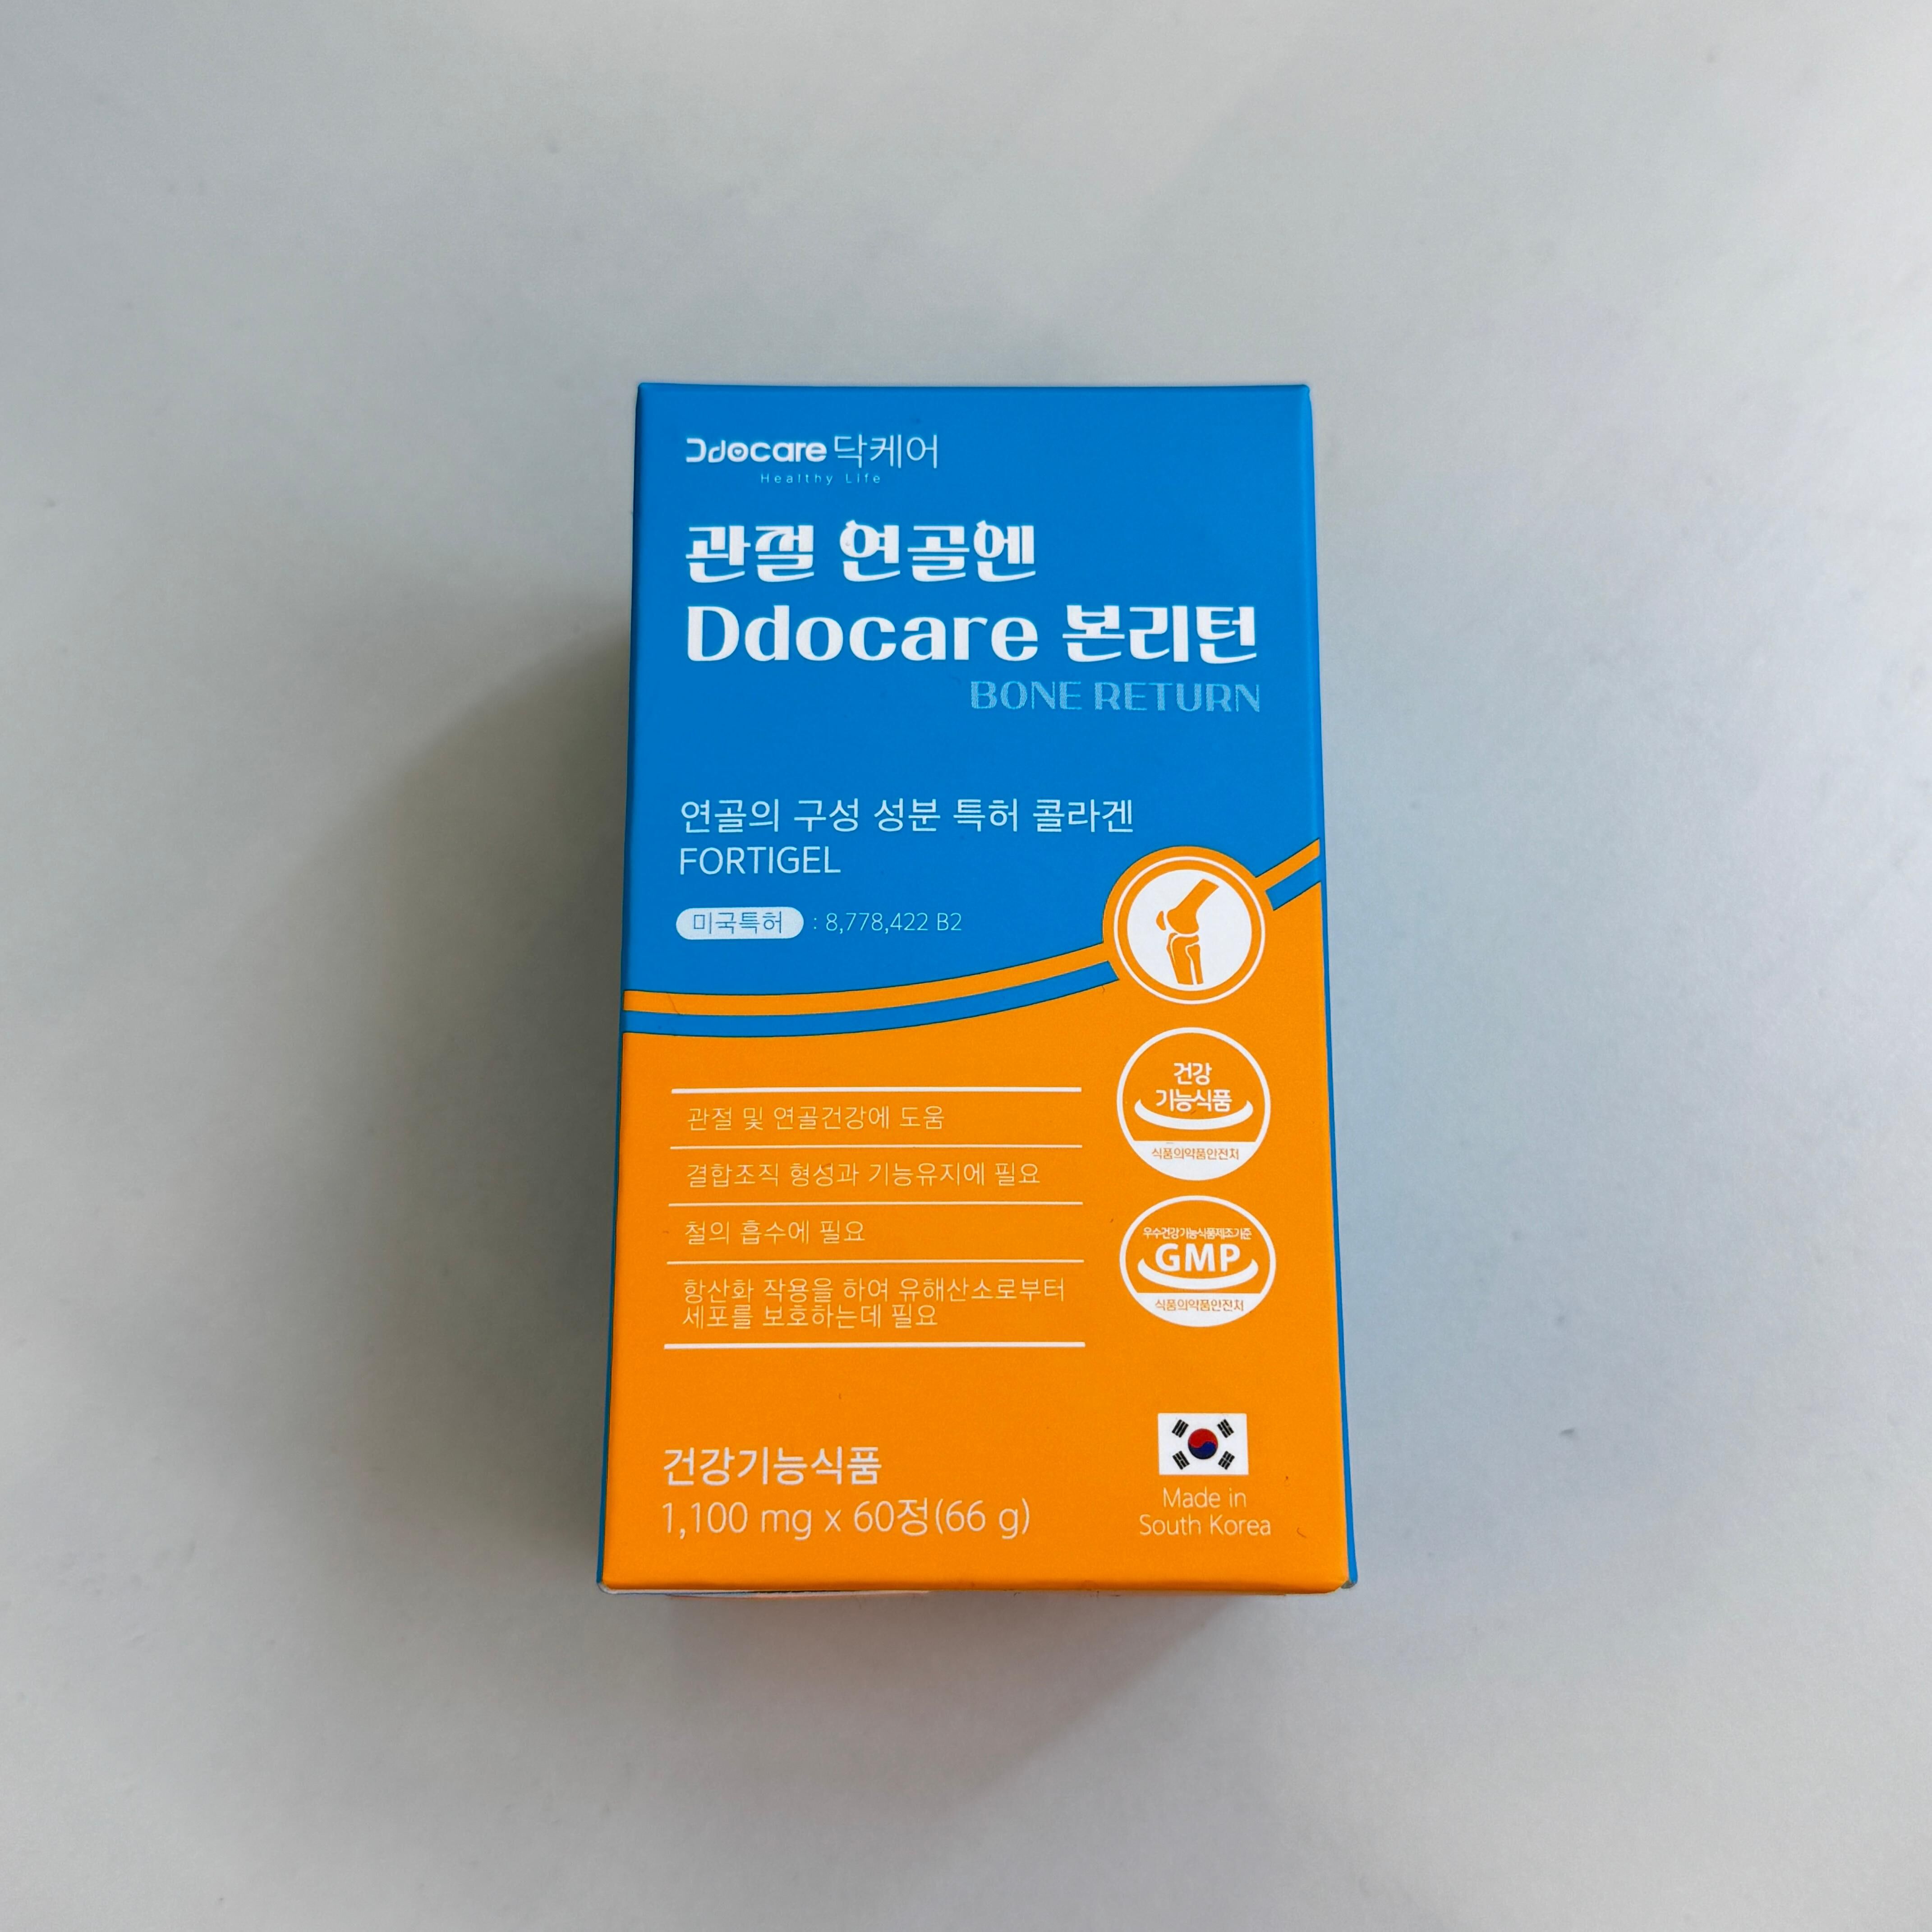 Ddocare 닥케어
Healthy Life
관절 연골엔
Ddocare 본리턴
BONE RETURN
연골의 구성 성분 특허 콜라겐
FORTIGEL
미국특허 : 8,778,422 B2
건강
기능식품
식품의약품안전처
관절 및 연골건강에 도움
결합조직 형성과 기능유지에 필요
철의 흡수에 필요
항산화 작용을 하여 유해산소로부터
세포를 보호하는데 필요
우수건강기능식품제조기준
GMP
식품의약품안전처
건강기능식품
1,100 mg x 60정(66 g)
Made in
South Korea